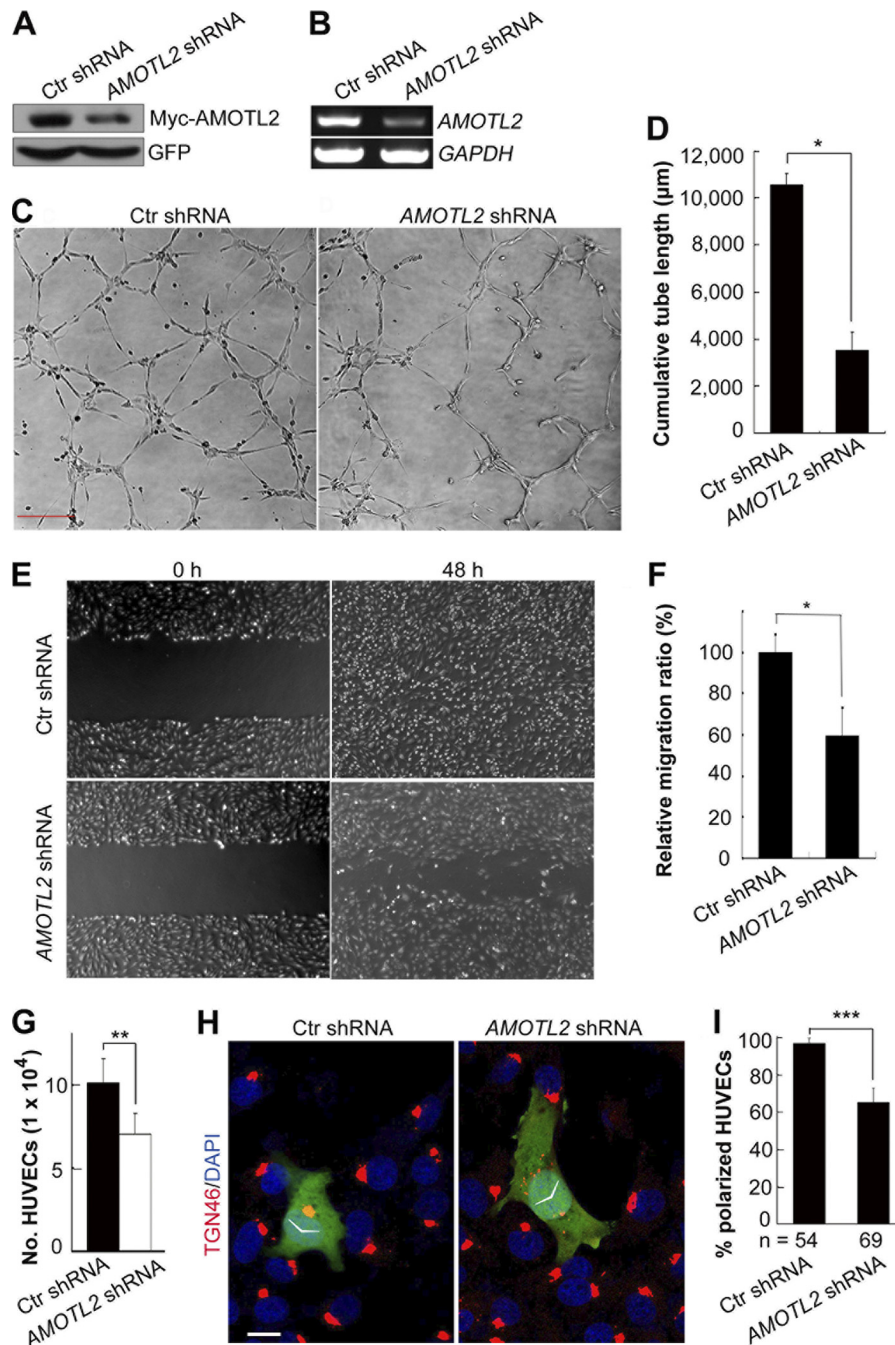 A
Ctr shRNA
AMOTL2 shRNA
Myc-AMOTL2
GFP
B
Ctr shRNA
AMOTL2 shRNA
AMOTL2
GAPDH
C
Ctr shRNA
AMOTL2 shRNA
D
Cumulative tube length (µm)
12,000
10,000
8,000
6,000
4,000
2,000
0
*
Ctr shRNA
AMOTL2 shRNA
E
0 h
48 h
Ctr shRNA
AMOTL2 shRNA
F
Relative migration ratio (%)
100
80
60
40
20
0
*
Ctr shRNA
AMOTL2 shRNA
G
No. HUVECs (1 x 10⁴)
10
5
0
**
Ctr shRNA
AMOTL2 shRNA
H
Ctr shRNA
AMOTL2 shRNA
TGN46/DAPI
I
% polarized HUVECs
100
80
60
40
20
0
***
n = 54
69
Ctr shRNA
AMOTL2 shRNA